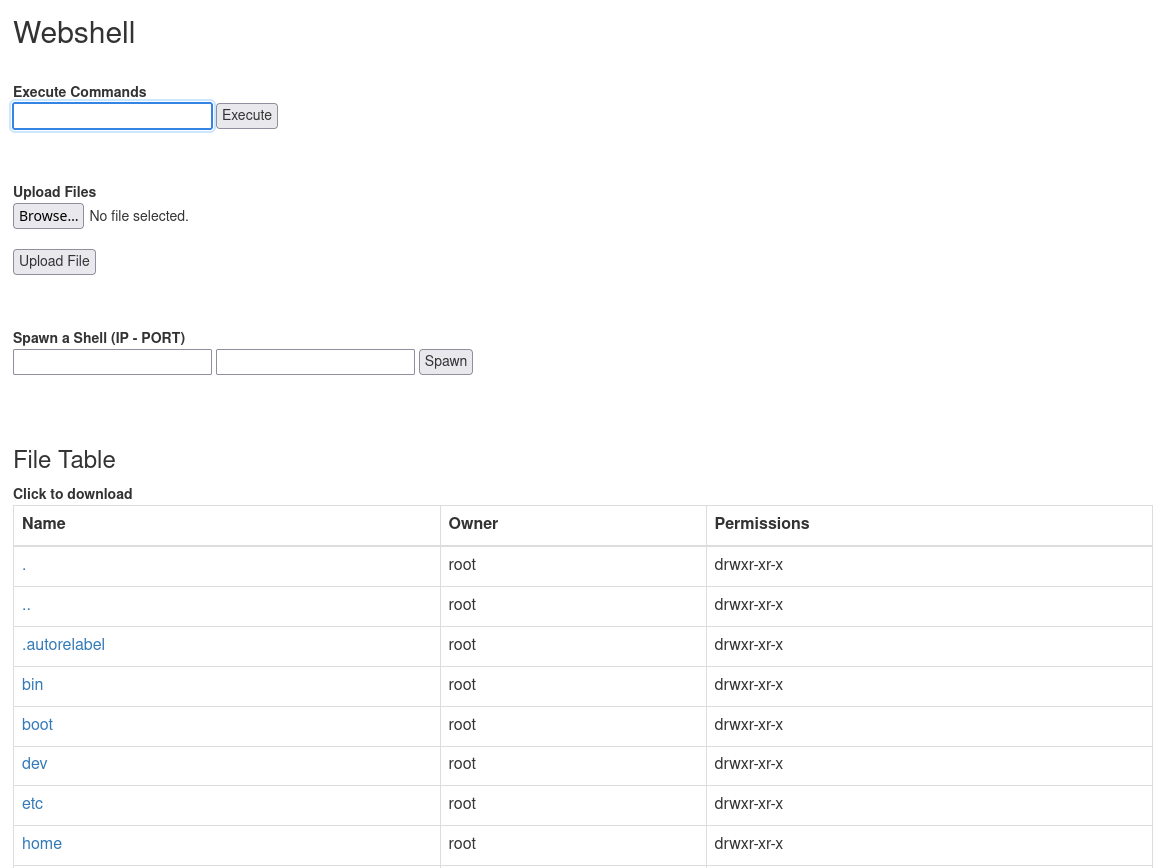 Webshell
Execute Commands
Execute
Upload Files
Browse... No file selected.
Upload File
Spawn a Shell (IP - PORT)
Spawn
File Table
Click to download
Name Owner Permissions
. root drwxr-xr-x
.. root drwxr-xr-x
.autorelabel root drwxr-xr-x
bin root drwxr-xr-x
boot root drwxr-xr-x
dev root drwxr-xr-x
etc root drwxr-xr-x
home root drwxr-xr-x